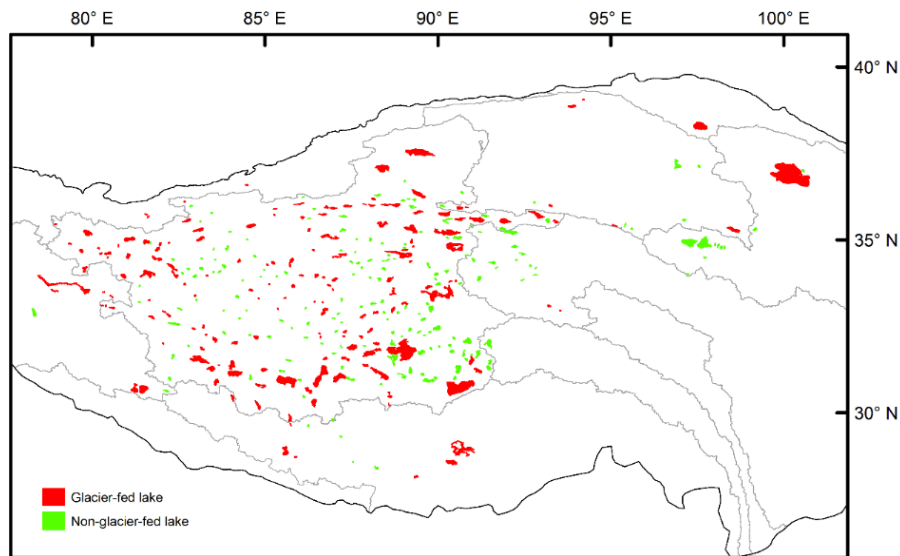 80° E
85° E
90° E
95° E
100° E
40° N
35° N
30° N
Glacier-fed lake
Non-glacier-fed lake